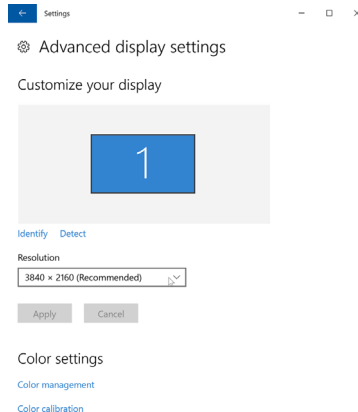 Settings
Advanced display settings
Customize your display
1
Identify Detect
Resolution
3840 × 2160 (Recommended)
Apply Cancel
Color settings
Color management
Color calibration